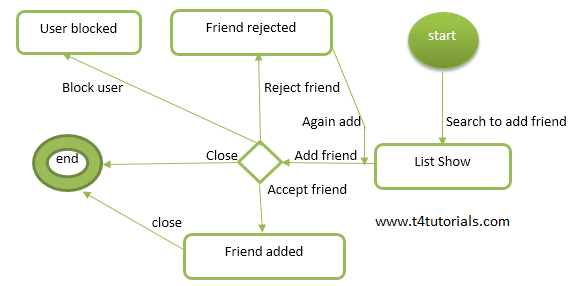 User blocked
Friend rejected
start
Block user
Reject friend
Again add
Search to add friend
end
Close
Add friend
List Show
Accept friend
close
www.t4tutorials.com
Friend added